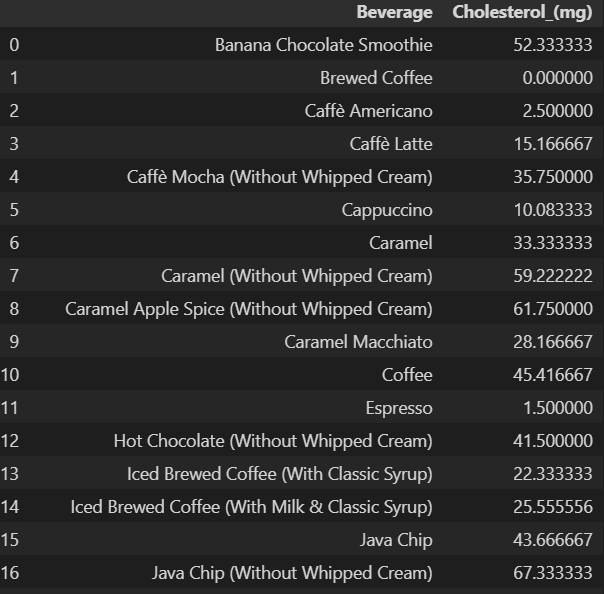 Beverage Cholesterol_(mg)
0 Banana Chocolate Smoothie 52.333333
1 Brewed Coffee 0.000000
2 Caffè Americano 2.500000
3 Caffè Latte 15.166667
4 Caffè Mocha (Without Whipped Cream) 35.750000
5 Cappuccino 10.083333
6 Caramel 33.333333
7 Caramel (Without Whipped Cream) 59.222222
8 Caramel Apple Spice (Without Whipped Cream) 61.750000
9 Caramel Macchiato 28.166667
10 Coffee 45.416667
11 Espresso 1.500000
12 Hot Chocolate (Without Whipped Cream) 41.500000
13 Iced Brewed Coffee (With Classic Syrup) 22.333333
14 Iced Brewed Coffee (With Milk & Classic Syrup) 25.555556
15 Java Chip 43.666667
16 Java Chip (Without Whipped Cream) 67.333333